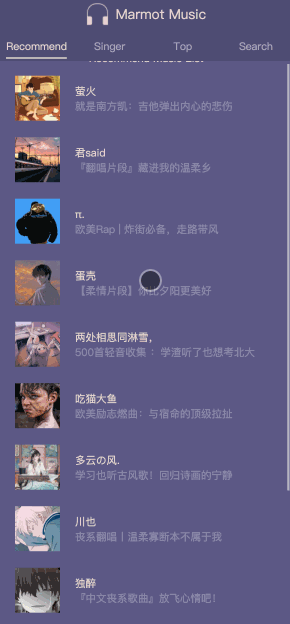 Marmot Music
Recommend
Singer
Top
Search
Recommend Music List
萤火
就是南方凯：吉他弹出内心的悲伤
君said
『翻唱片段』藏进我的温柔乡
π.
欧美Rap | 炸街必备，走路带风
蛋壳
【柔情片段】你比夕阳更美好
两处相思同淋雪，
500首轻音收集 ：学渣听了也想考北大
吃猫大鱼
欧美励志燃曲：与宿命的顶级拉扯
多云の风.
学习也听古风歌！回归诗画的宁静
川也
丧系翻唱丨温柔寡断本不属于我
独醉
『中文丧系歌曲』放飞心情吧！